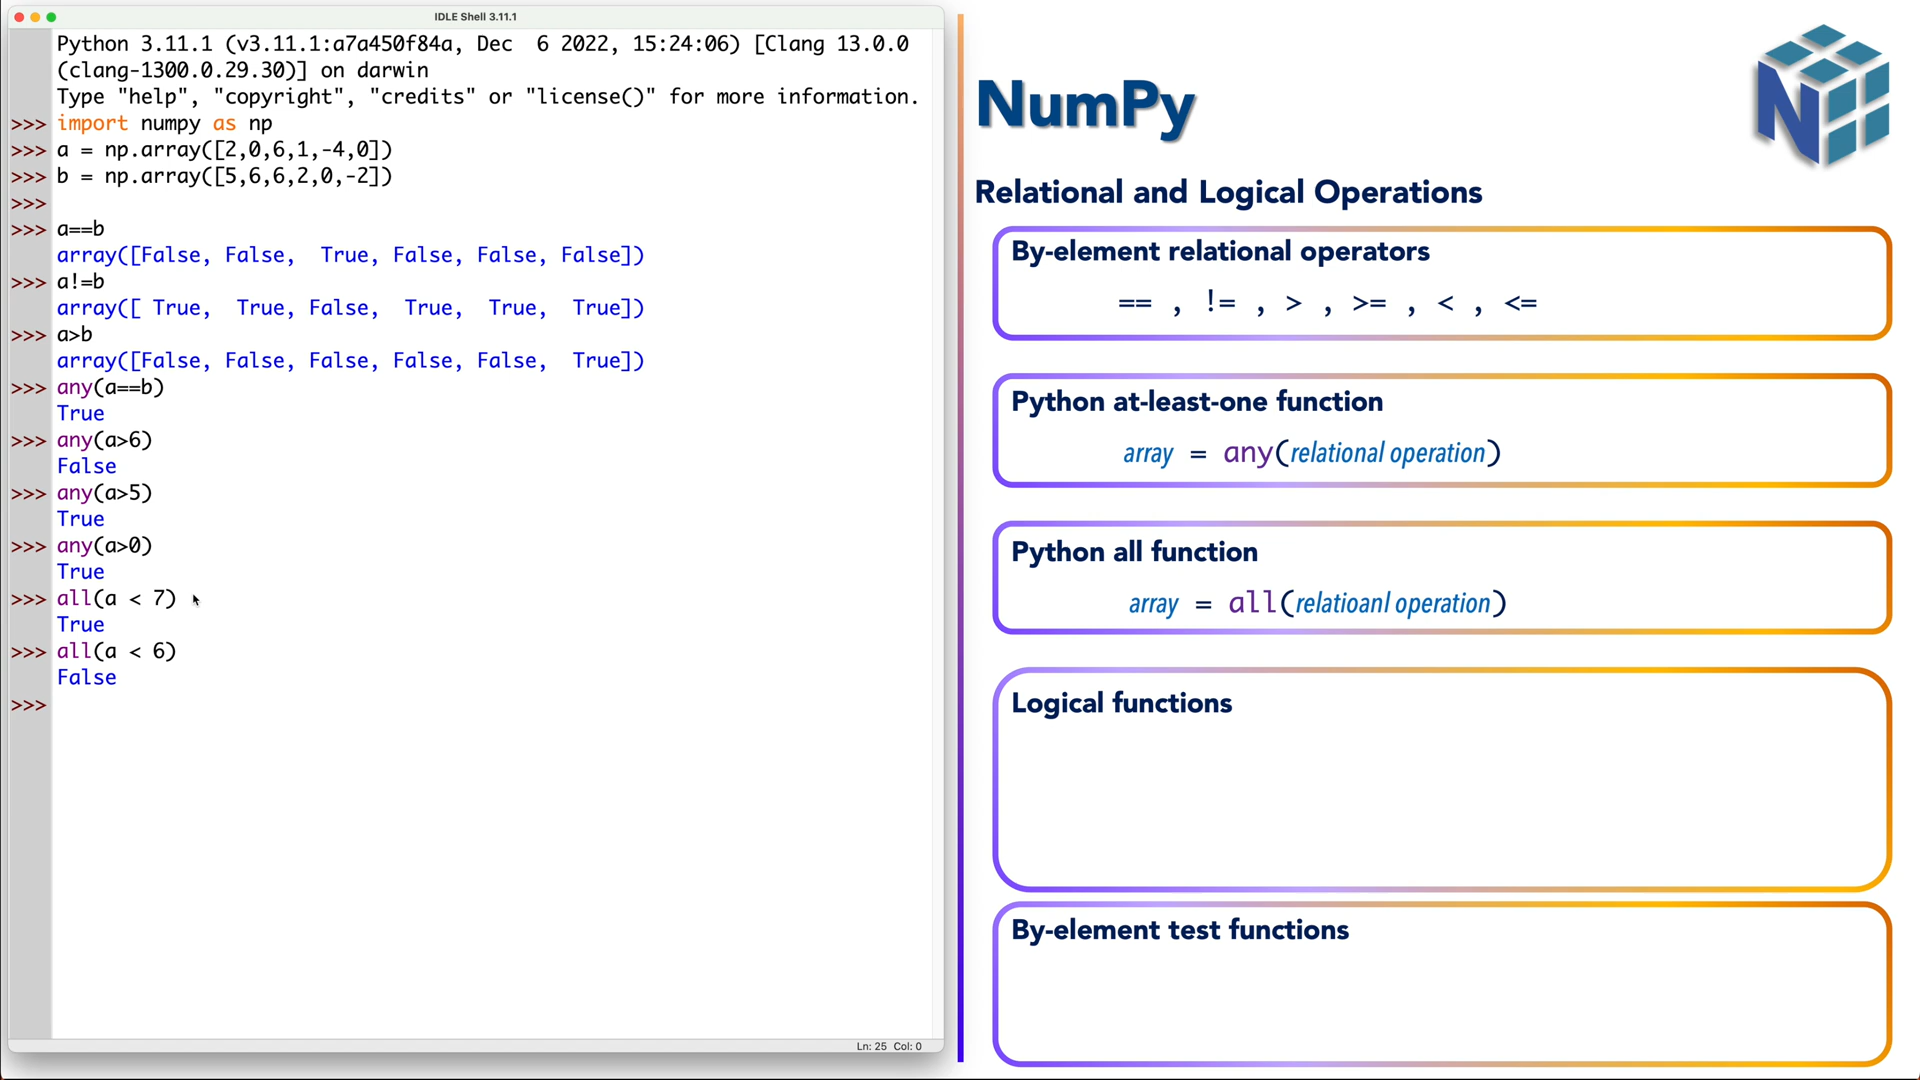 IDLE Shell 3.11.1
Python 3.11.1 (v3.11.1:a7a450f84a, Dec  6 2022, 15:24:06) [Clang 13.0.0
(clang-1300.0.29.30)] on darwin
Type "help", "copyright", "credits" or "license()" for more information.
>>> import numpy as np
>>> a = np.array([2,0,6,1,-4,0])
>>> b = np.array([5,6,6,2,0,-2])
>>>
>>> a==b
array([False, False,  True, False, False, False])
>>> a!=b
array([ True,  True, False,  True,  True,  True])
>>> a>b
array([False, False, False, False, False,  True])
>>> any(a==b)
True
>>> any(a>6)
False
>>> any(a>5)
True
>>> any(a>0)
True
>>> all(a < 7)
True
>>> all(a < 6)
False
>>>
Ln: 25  Col: 0
NumPy
N
Relational and Logical Operations
By-element relational operators
== , != , > , >= , < , <=
Python at-least-one function
array = any(relational operation)
Python all function
array = all(relatioanl operation)
Logical functions
By-element test functions